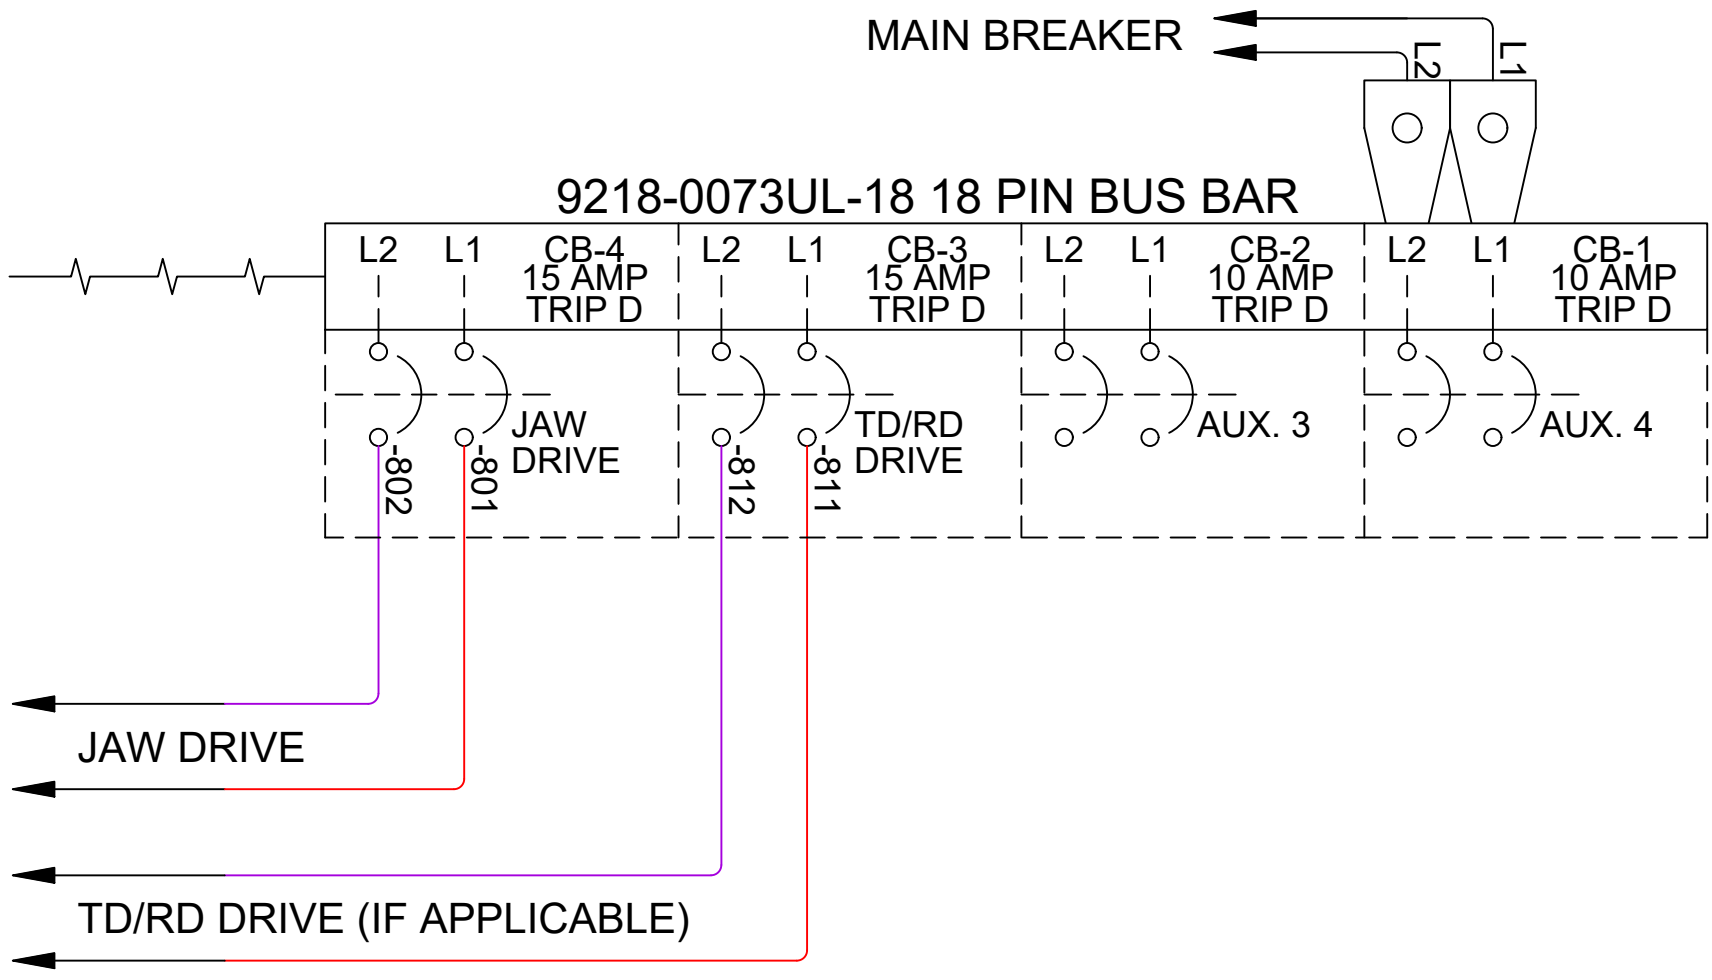 MAIN BREAKER
L2
L1
9218-0073UL-18 18 PIN BUS BAR
L2 L1 CB-4
15 AMP
TRIP D
L2 L1 CB-3
15 AMP
TRIP D
L2 L1 CB-2
10 AMP
TRIP D
L2 L1 CB-1
10 AMP
TRIP D
-802
-801
JAW
DRIVE
-812
-811
TD/RD
DRIVE
AUX. 3
AUX. 4
JAW DRIVE
TD/RD DRIVE (IF APPLICABLE)